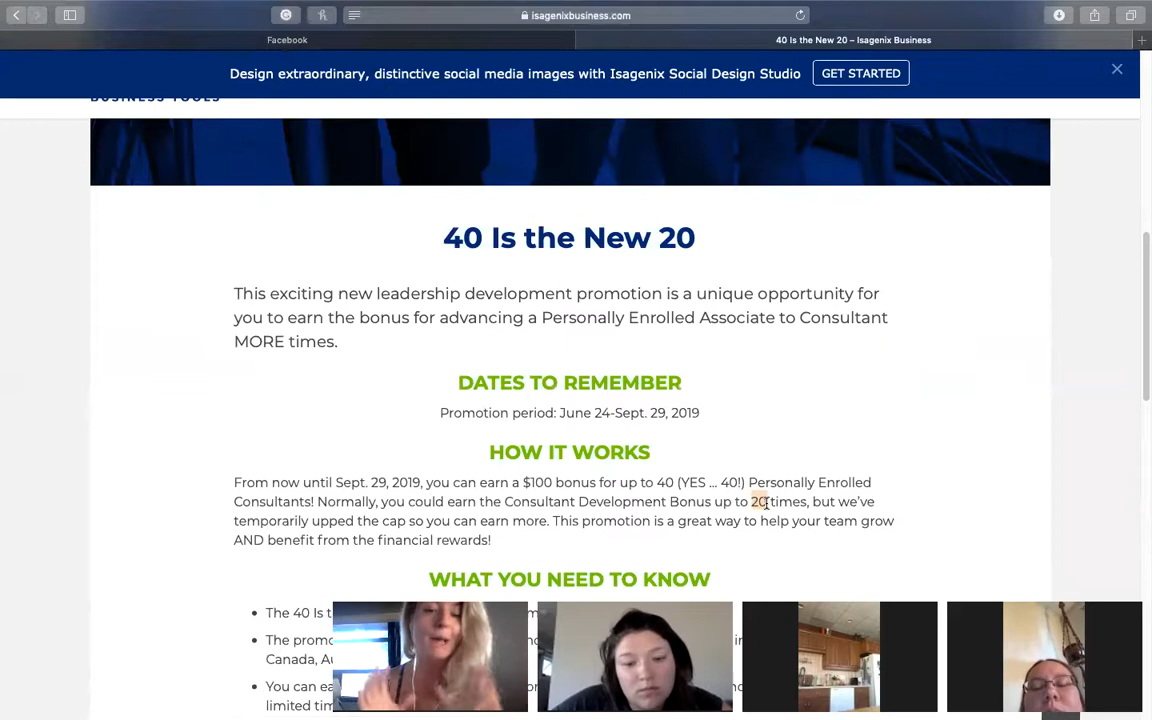 isagenixbusiness.com
Facebook
40 Is the New 20 – Isagenix Business
Design extraordinary, distinctive social media images with Isagenix Social Design Studio
GET STARTED
BUSINESS TOOLS
40 Is the New 20
This exciting new leadership development promotion is a unique opportunity for
you to earn the bonus for advancing a Personally Enrolled Associate to Consultant
MORE times.
DATES TO REMEMBER
Promotion period: June 24-Sept. 29, 2019
HOW IT WORKS
From now until Sept. 29, 2019, you can earn a $100 bonus for up to 40 (YES ... 40!) Personally Enrolled
Consultants! Normally, you could earn the Consultant Development Bonus up to 20 times, but we've
temporarily upped the cap so you can earn more. This promotion is a great way to help your team grow
AND benefit from the financial rewards!
WHAT YOU NEED TO KNOW
The 40 Is
The
Canada,
You can
limited